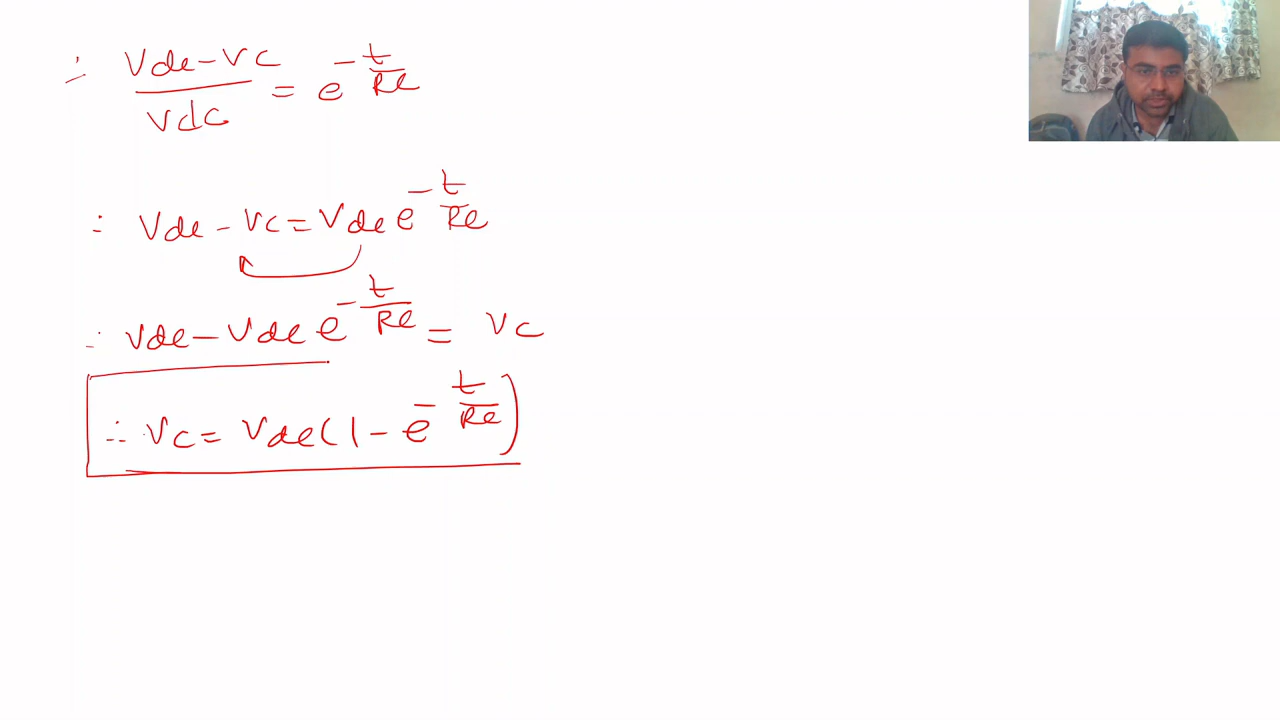 ∴ Vdc-Vc/Vdc = e^-t/Rc
∴ Vdc - Vc = Vdc e^-t/Rc
∴ Vdc - Vdc e^-t/Rc = Vc
∴ Vc = Vdc(1 - e^-t/Rc)